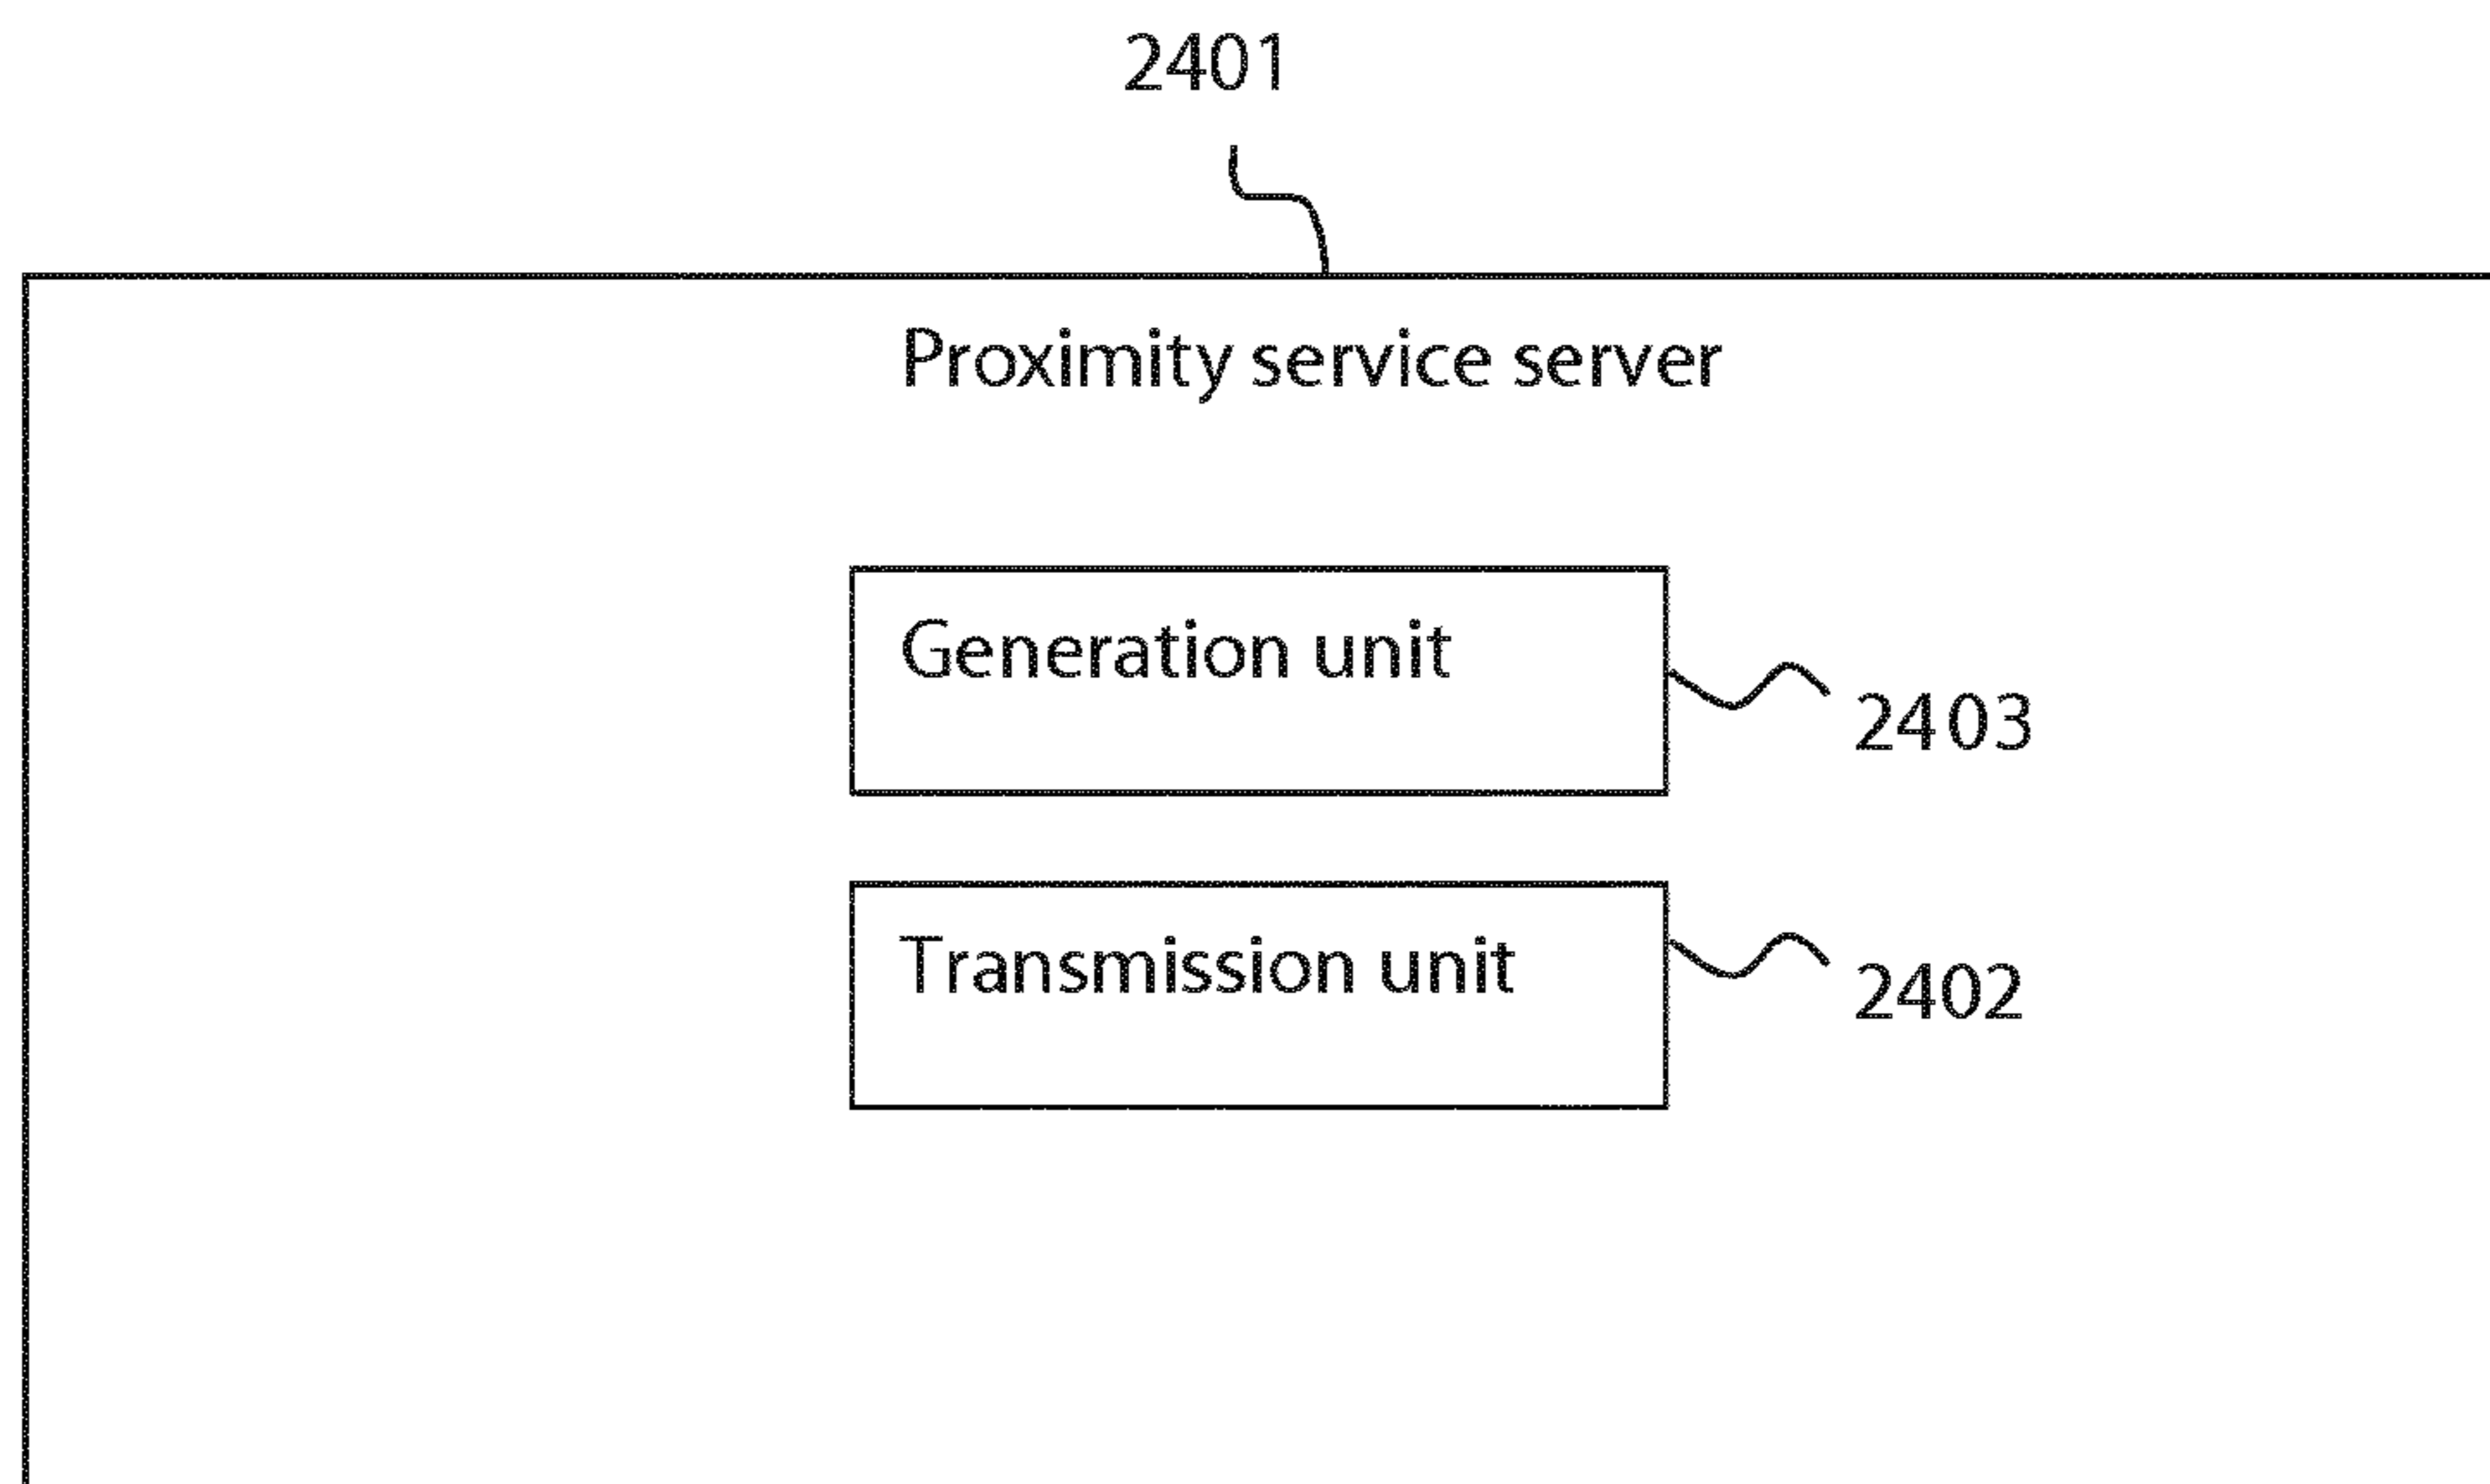 2401
Proximity service server
Generation unit
2403
Transmission unit
2402